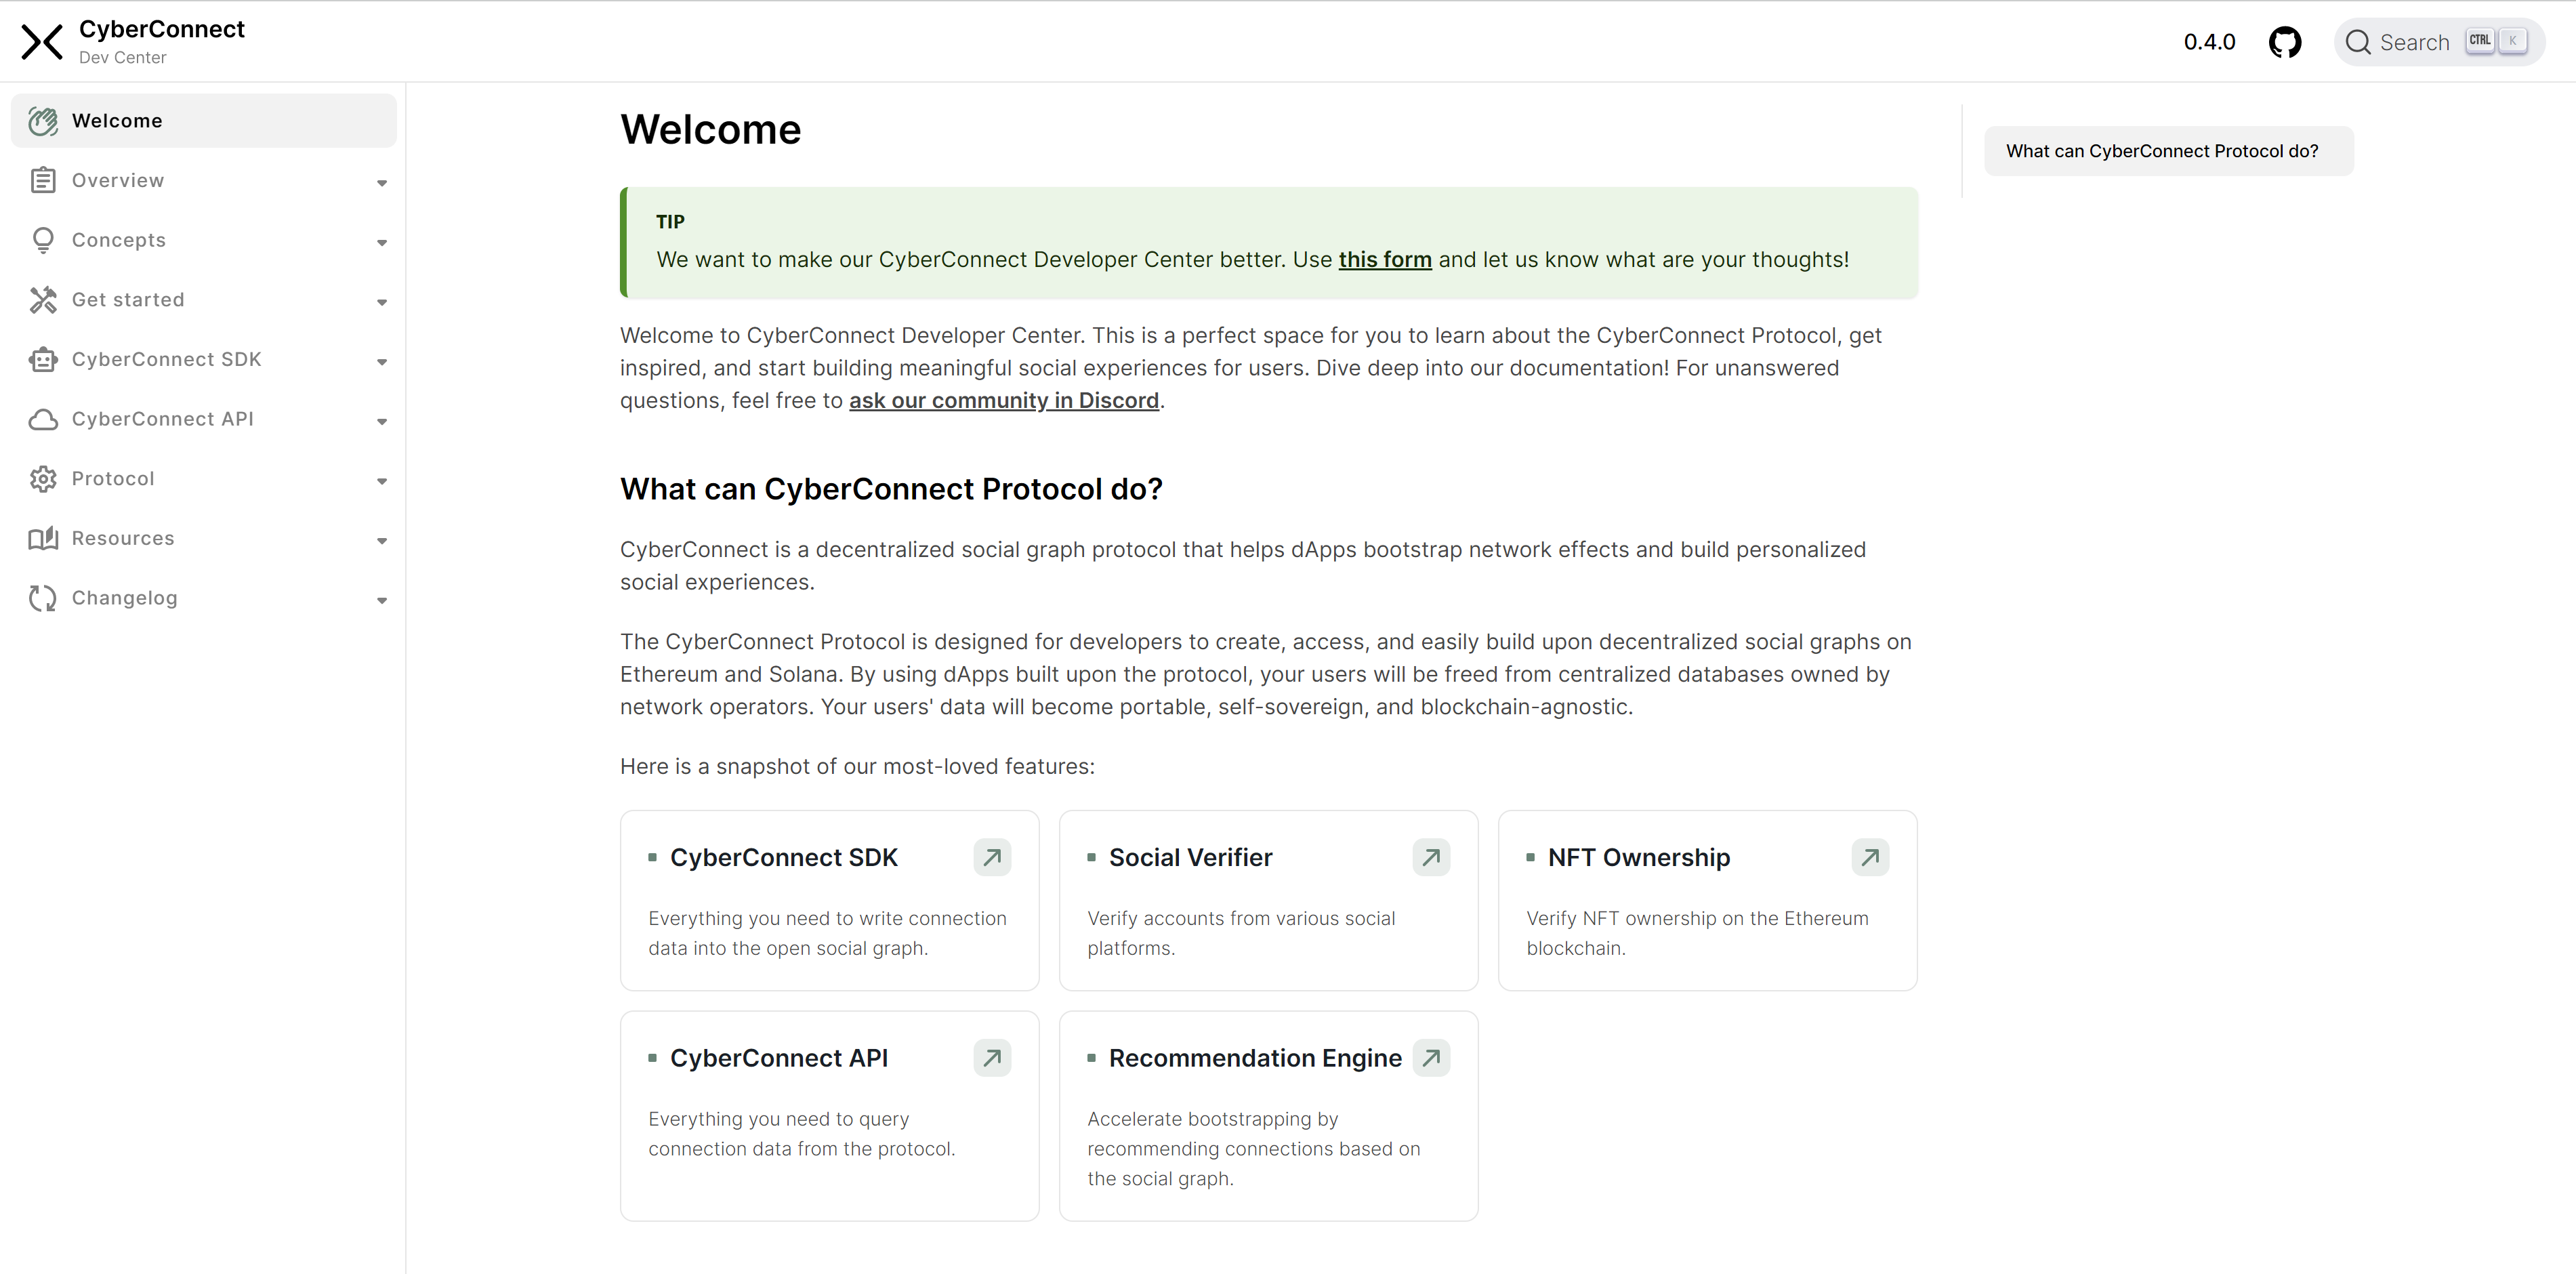 CyberConnect
Dev Center
0.4.0
Search
CTRL
K
Welcome
Overview
Concepts
Get started
CyberConnect SDK
CyberConnect API
Protocol
Resources
Changelog
Welcome
TIP
We want to make our CyberConnect Developer Center better. Use this form and let us know what are your thoughts!
Welcome to CyberConnect Developer Center. This is a perfect space for you to learn about the CyberConnect Protocol, get
inspired, and start building meaningful social experiences for users. Dive deep into our documentation! For unanswered
questions, feel free to ask our community in Discord.
What can CyberConnect Protocol do?
CyberConnect is a decentralized social graph protocol that helps dApps bootstrap network effects and build personalized
social experiences.
The CyberConnect Protocol is designed for developers to create, access, and easily build upon decentralized social graphs on
Ethereum and Solana. By using dApps built upon the protocol, your users will be freed from centralized databases owned by
network operators. Your users' data will become portable, self-sovereign, and blockchain-agnostic.
Here is a snapshot of our most-loved features:
CyberConnect SDK
Everything you need to write connection
data into the open social graph.
Social Verifier
Verify accounts from various social
platforms.
NFT Ownership
Verify NFT ownership on the Ethereum
blockchain.
CyberConnect API
Everything you need to query
connection data from the protocol.
Recommendation Engine
Accelerate bootstrapping by
recommending connections based on
the social graph.
What can CyberConnect Protocol do?